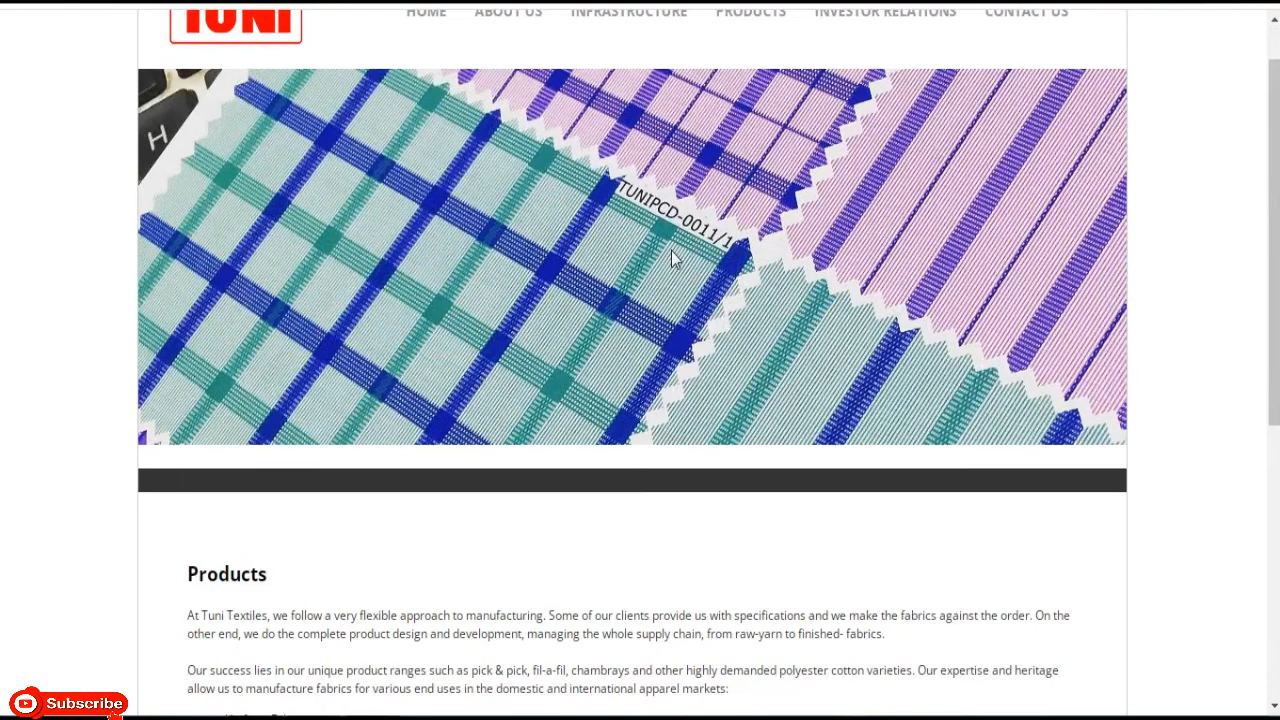 TUNI
HOME ABOUT US INFRASTRUCTURE PRODUCTS INVESTOR RELATIONS CONTACT US
H
TUNIPCD-0011/1
Products
At Tuni Textiles, we follow a very flexible approach to manufacturing. Some of our clients provide us with specifications and we make the fabrics against the order. On the
other end, we do the complete product design and development, managing the whole supply chain, from raw-yarn to finished- fabrics.
Our success lies in our unique product ranges such as pick & pick, fil-a-fil, chambrays and other highly demanded polyester cotton varieties. Our expertise and heritage
allow us to manufacture fabrics for various end uses in the domestic and international apparel markets:
Subscribe